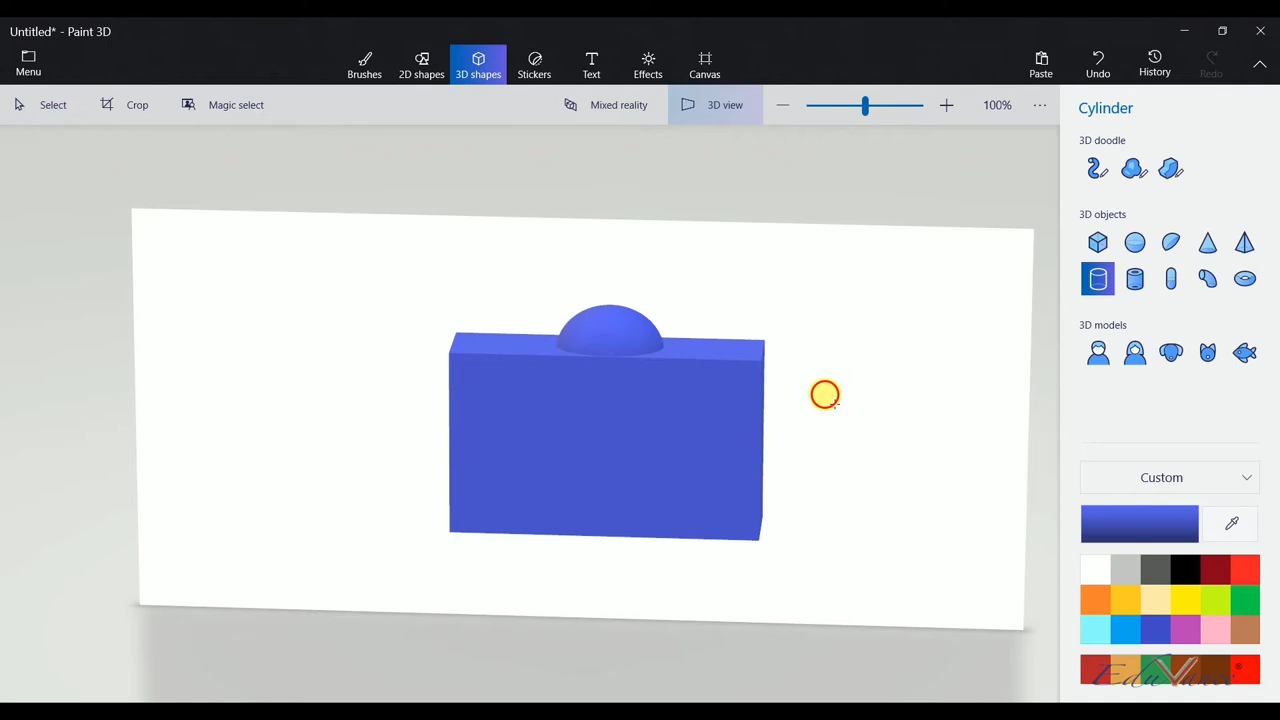 Untitled* - Paint 3D
Menu
Brushes
2D shapes
3D shapes
Stickers
Text
Effects
Canvas
Paste
Undo
History
Redo
Select
Crop
Magic select
Mixed reality
3D view
100%
Cylinder
3D doodle
3D objects
3D models
Custom
EduVance®